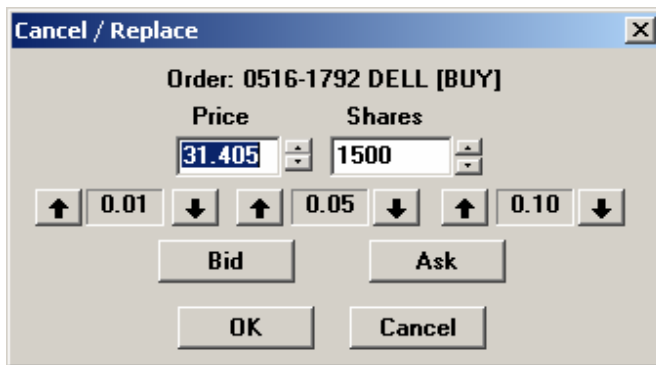 Cancel / Replace
Order: 0516-1792 DELL [BUY]
Price Shares
31.405 1500
0.01 0.05 0.10
Bid Ask
OK Cancel